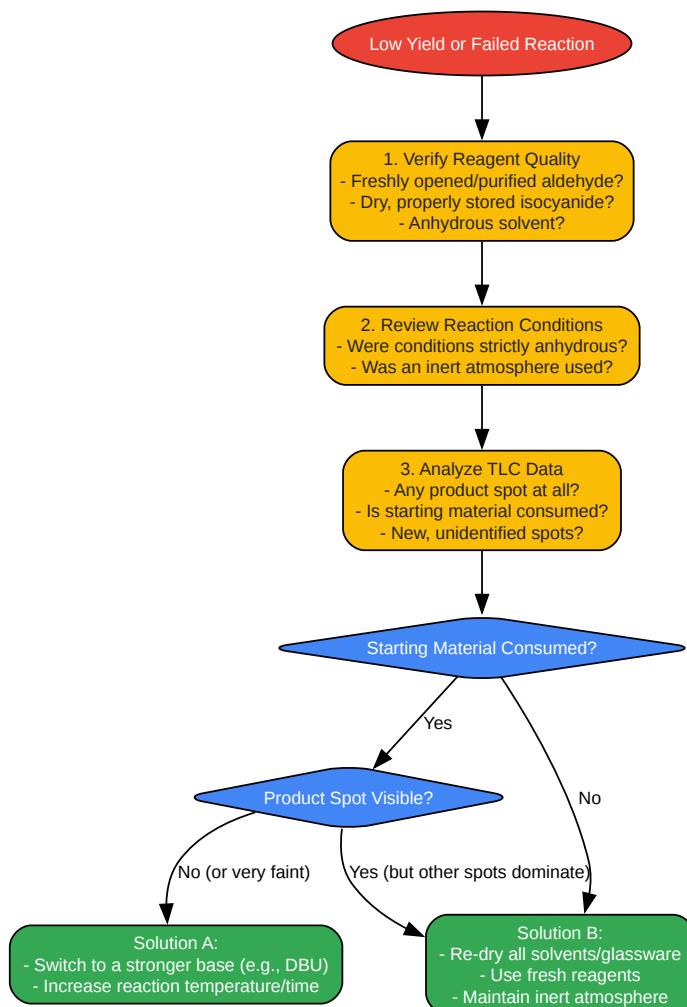 Low Yield or Failed Reaction
1. Verify Reagent Quality
- Freshly opened/purified aldehyde?
- Dry, properly stored isocyanide?
- Anhydrous solvent?
2. Review Reaction Conditions
- Were conditions strictly anhydrous?
- Was an inert atmosphere used?
3. Analyze TLC Data
- Any product spot at all?
- Is starting material consumed?
- New, unidentified spots?
Starting Material Consumed?
Yes
Product Spot Visible?
No
No (or very faint)
Yes (but other spots dominate)
Solution A:
- Switch to a stronger base (e.g., DBU)
- Increase reaction temperature/time
Solution B:
- Re-dry all solvents/glassware
- Use fresh reagents
- Maintain inert atmosphere